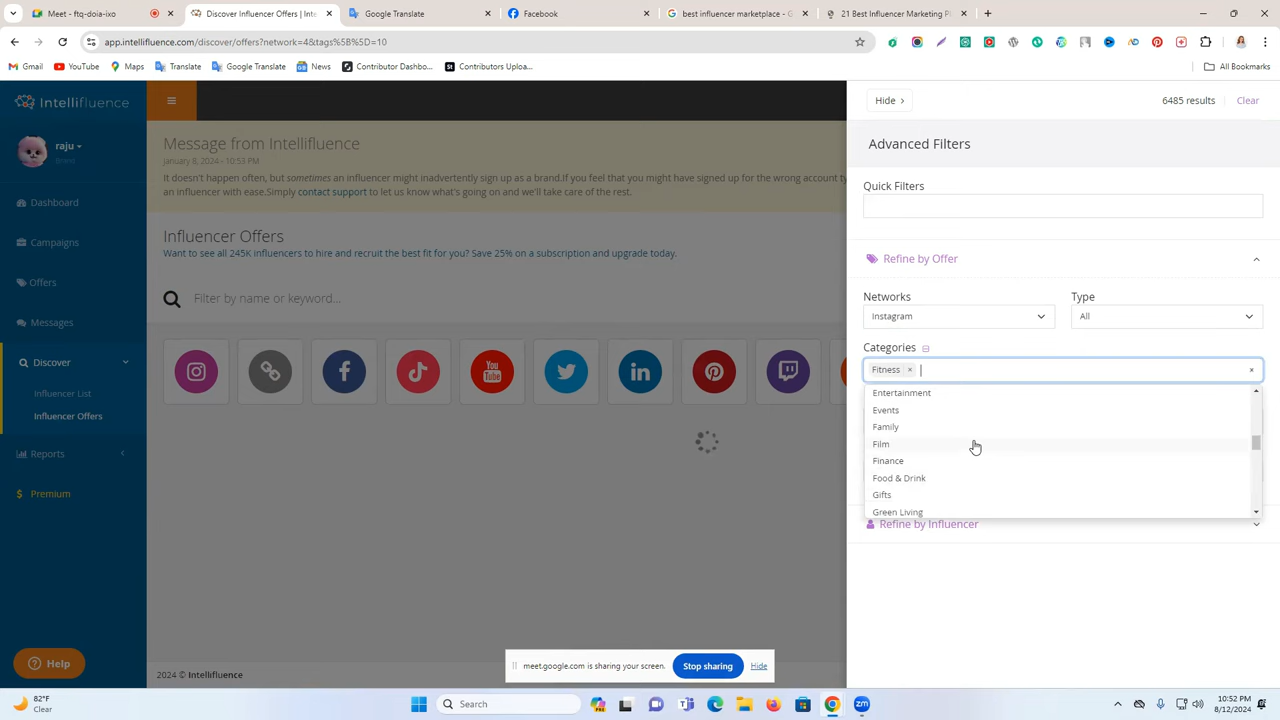 Meet
Advanced Offers | Inte
Google Translate
Facebook
best influencer marketplace - G
21 Best Influencer Marketing Pl
app.intellifluence.com/discover/offers?network=4&tags%5B%5D=10
Gmail
YouTube
Maps
Translate
Google Translate
News
Contributor Dashbo...
Contributors Uploa...
All Bookmarks
Intellifluence
Hide >
6485 results
Clear
raju
Brand
Message from Intellifluence
January 8, 2024 - 10:53 PM
It doesn't happen often, but sometimes an influencer might inadvertently sign up as a brand.If you feel that you might have signed up for the wrong account ty
an influencer with ease.Simply contact support to let us know what's going on and we'll take care of the rest.
Advanced Filters
Quick Filters
Dashboard
Campaigns
Offers
Messages
Discover
Influencer List
Influencer Offers
Reports
Premium
Influencer Offers
Want to see all 245K influencers to hire and recruit the best fit for you? Save 25% on a subscription and upgrade today.
Filter by name or keyword...
Refine by Offer
Networks
Type
Instagram
All
Categories
Fitness ×
Entertainment
Events
Family
Film
Finance
Food & Drink
Gifts
Green Living
Refine by Influencer
Help
2024 © Intellifluence
meet.google.com is sharing your screen.
Stop sharing
Hide
82°F
Clear
Search
10:52 PM
8/12/2024